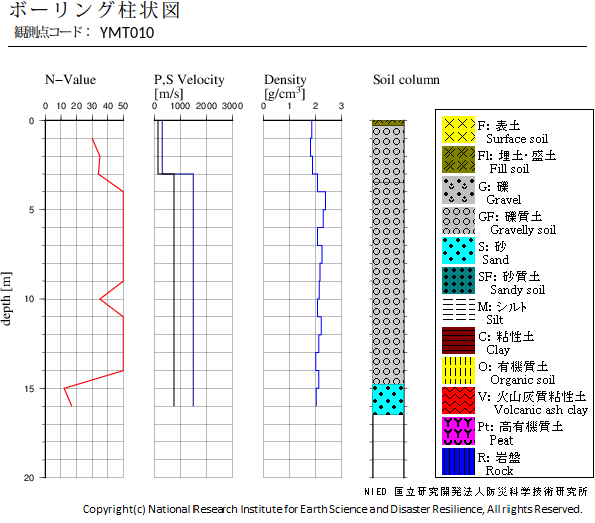 ボーリング柱状図
観測点コード： YMT010
N−Value
P,S Velocity
[m/s]
Density
[g/cm³]
Soil column
0 10 20 30 40 50
0 1000 2000 3000
0 1 2 3
0
5
10
15
20
depth [m]
F: 表土
Surface soil
Fl: 埋土・盛土
Fill soil
G: 礫
Gravel
GF: 礫質土
Gravelly soil
S: 砂
Sand
SF: 砂質土
Sandy soil
M: シルト
Silt
C: 粘性土
Clay
O: 有機質土
Organic soil
V: 火山灰質粘性土
Volcanic ash clay
Pt: 高有機質土
Peat
R: 岩盤
Rock
NIED 国立研究開発法人防災科学技術研究所
Copyright(c) National Research Institute for Earth Science and Disaster Resilience, All rights Reserved.